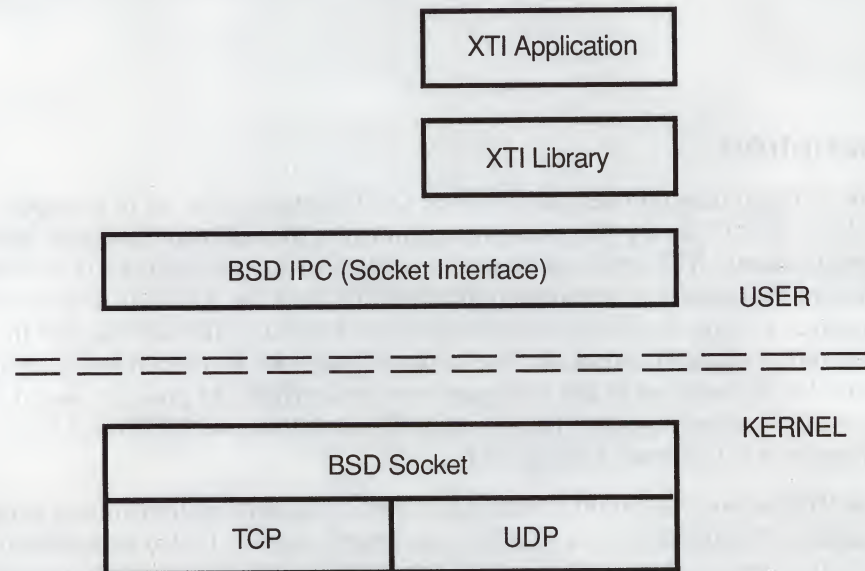 XTI Application
XTI Library
BSD IPC (Socket Interface)
USER
KERNEL
BSD Socket
TCP UDP